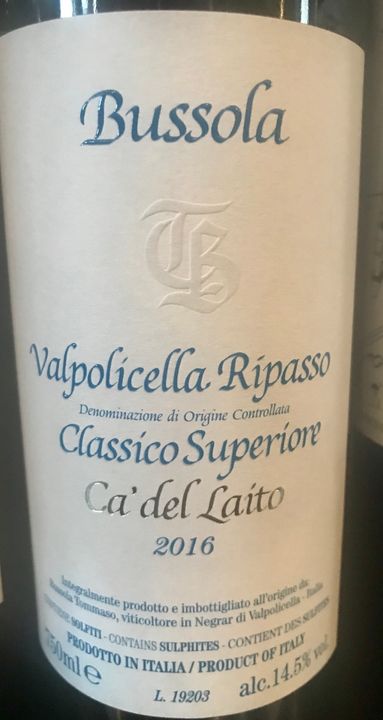 Bussola
TB
Valpolicella Ripasso
Denominazione di Origine Controllata
Classico Superiore
Ca' del Laito
2016
Integralmente prodotto e imbottigliato all'origine da:
Bussola Tommaso, viticoltore in Negrar di Valpolicella - Italia
CONTIENE SOLFITI - CONTAINS SULPHITES - CONTIENT DES SULFITES
PRODOTTO IN ITALIA / PRODUCT OF ITALY
750ml e L. 19203 alc.14.5% vol